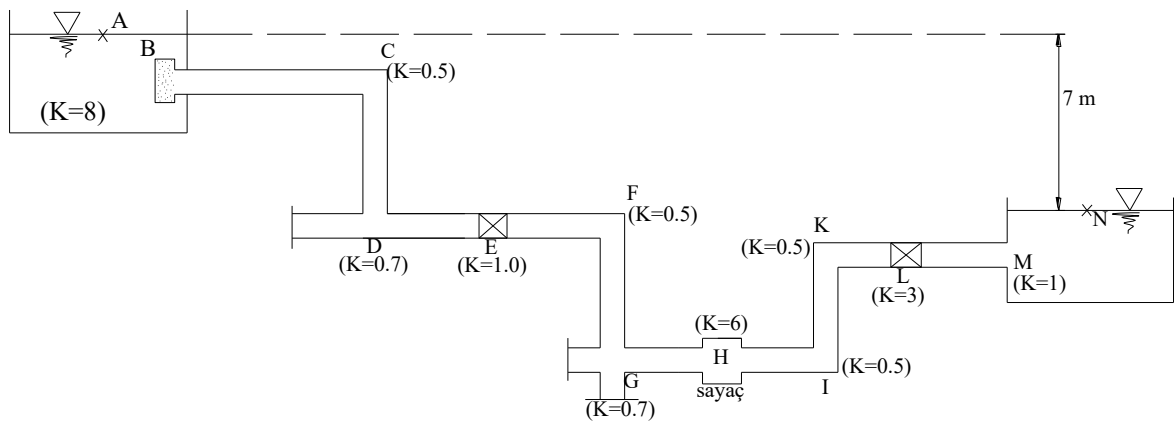 A
B
C
(K=0.5)
(K=8)
7 m
F
(K=0.5)
N
D
(K=0.7)
E
(K=1.0)
K
(K=0.5)
L
(K=3)
M
(K=1)
(K=6)
H
sayaç
G
(K=0.7)
I
(K=0.5)